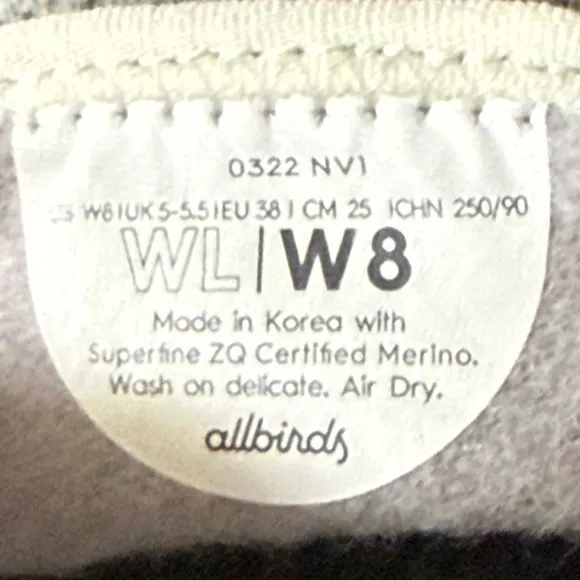 0322 NV1
W8 | UK 5-5.5 | EU 38 | CM 25 | CHN 250/90
WL | W8
Made in Korea with
Superfine ZQ Certified Merino.
Wash on delicate. Air Dry.
allbirds